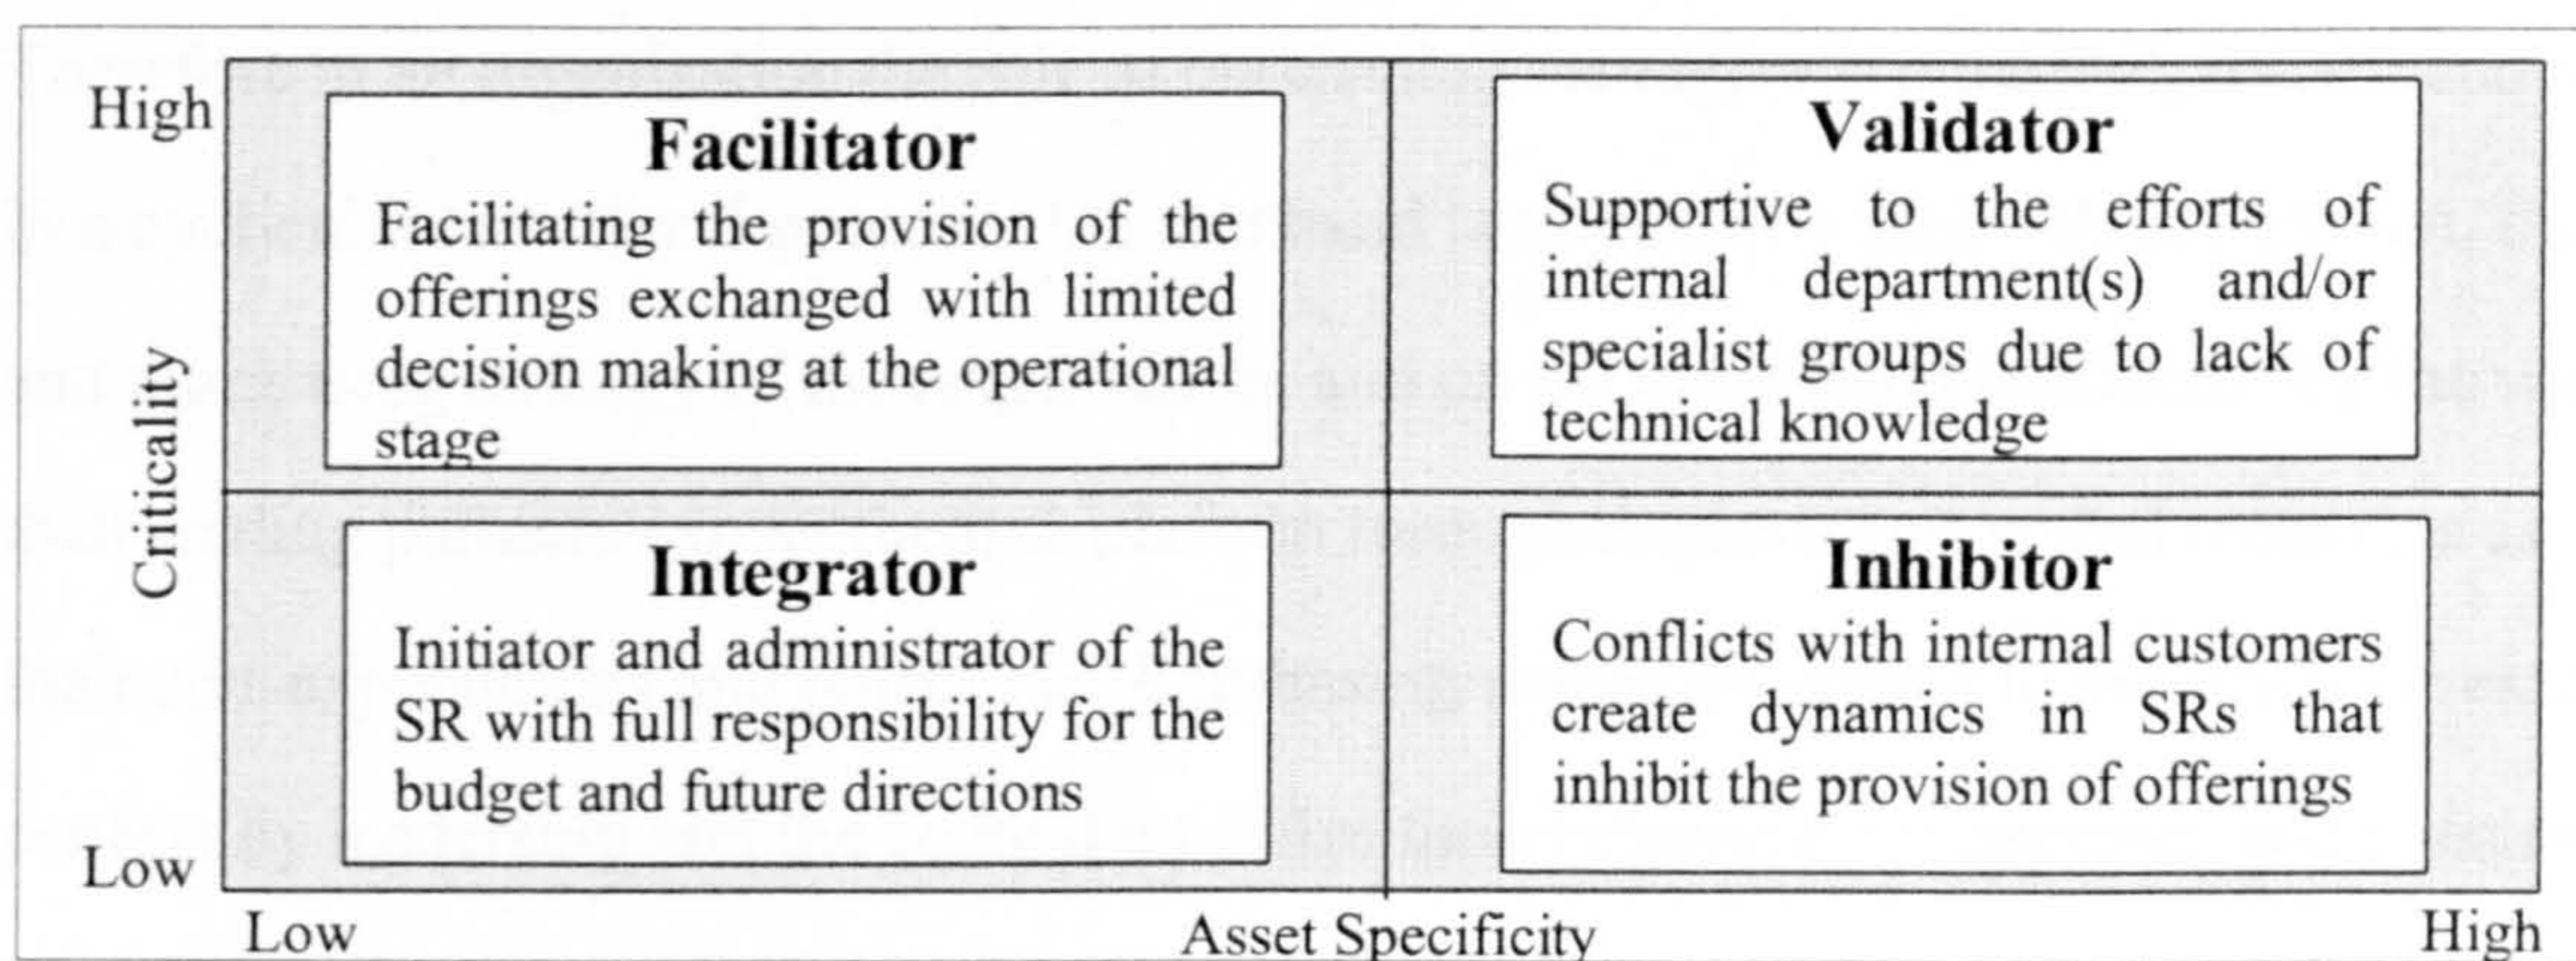 High
Facilitator
Facilitating the provision of the
offerings exchanged with limited
decision making at the operational
stage
Validator
Supportive to the efforts of
internal department(s) and/or
specialist groups due to lack of
technical knowledge
Criticality
Integrator
Initiator and administrator of the
SR with full responsibility for the
budget and future directions
Inhibitor
Conflicts with internal customers
create dynamics in SRs that
inhibit the provision of offerings
Low
Low
Asset Specificity
High